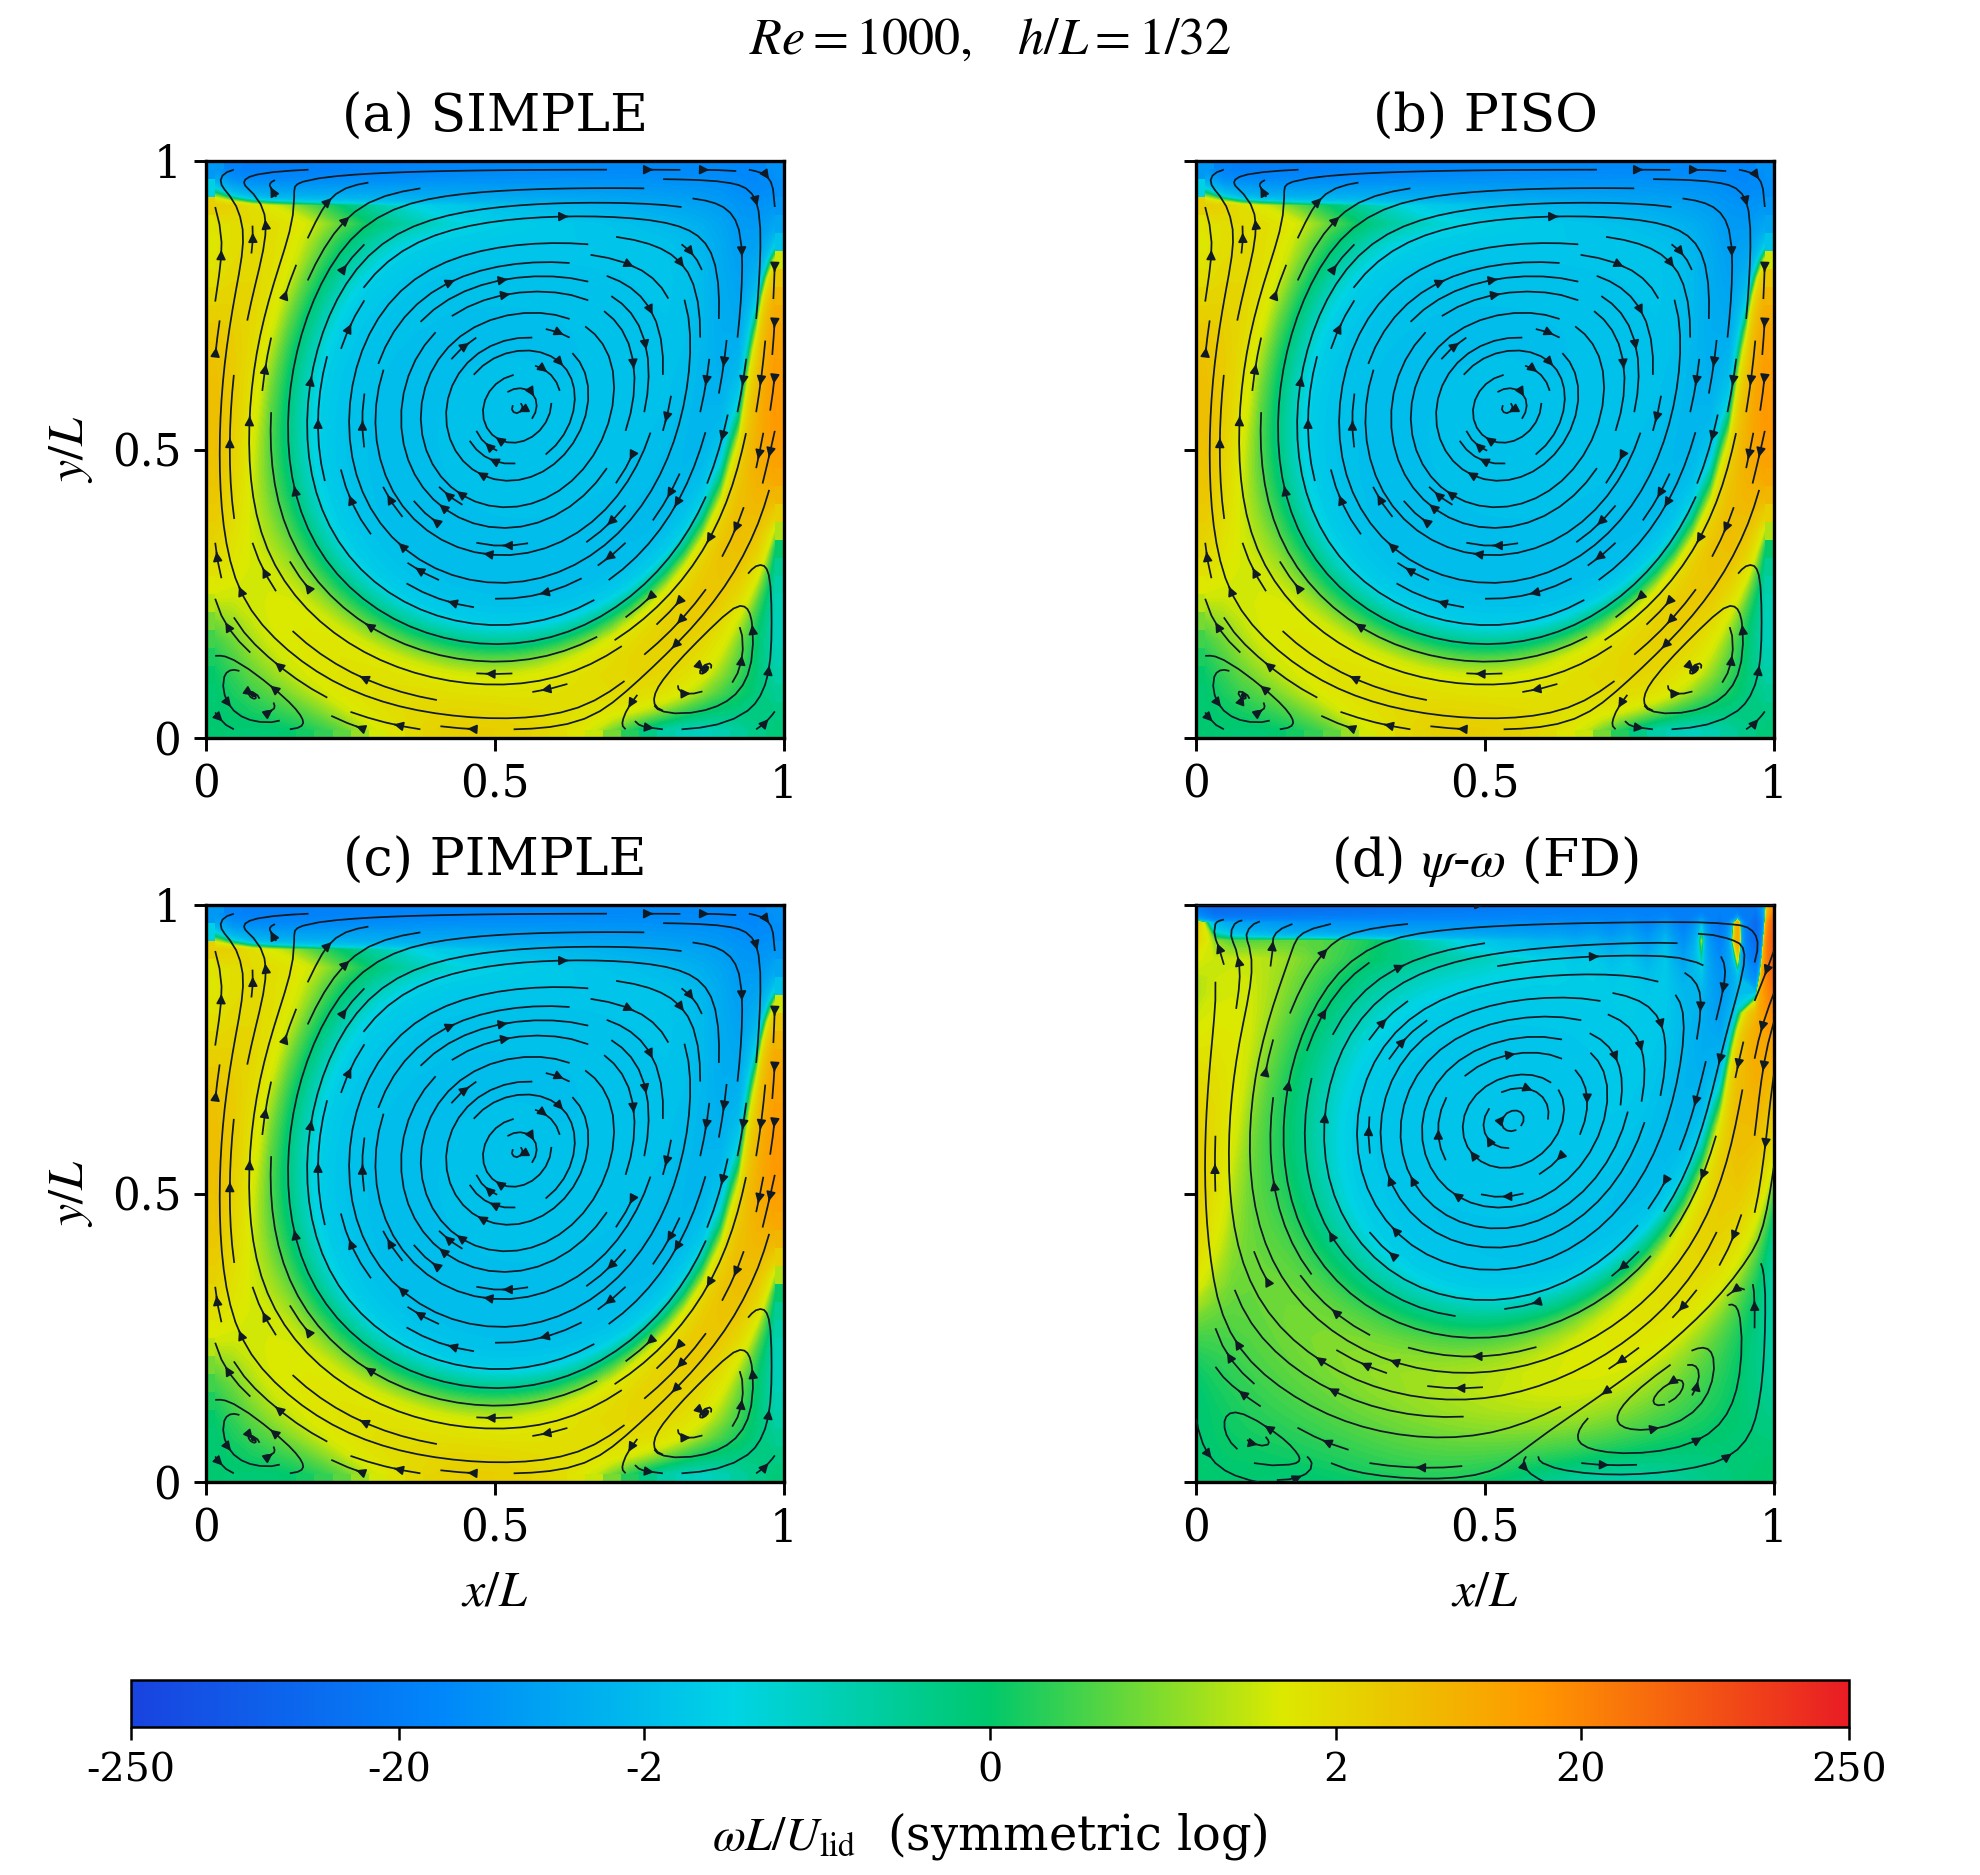 Re = 1000,   h/L = 1/32
(a) SIMPLE
(b) PISO
1
0.5
0
y/L
0 0.5 1
0 0.5 1
(c) PIMPLE
(d) ψ-ω (FD)
1
0.5
0
y/L
0 0.5 1
0 0.5 1
x/L
x/L
-250 -20 -2 0 2 20 250
ωL/U_lid (symmetric log)